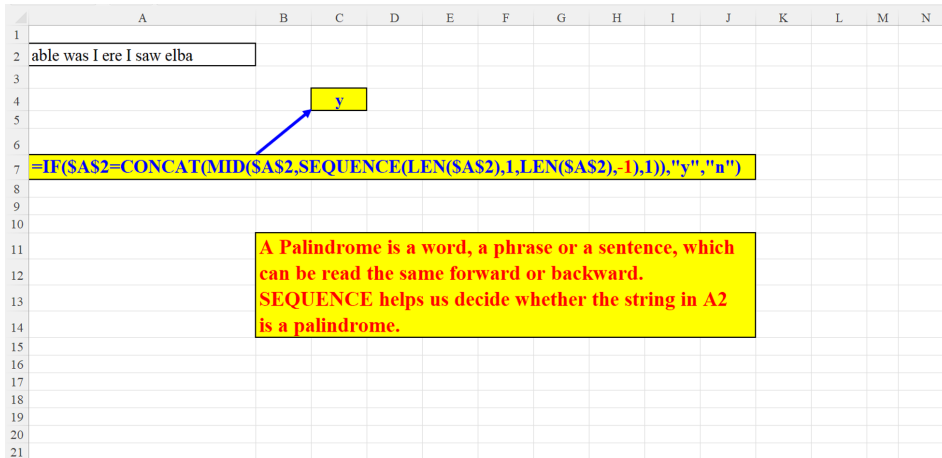 A B C D E F G H I J K L M N
1
2 able was I ere I saw elba
3
4 y
5
6
7 =IF($A$2=CONCAT(MID($A$2,SEQUENCE(LEN($A$2),1,LEN($A$2),-1),1)),"y","n")
8
9
10
11 A Palindrome is a word, a phrase or a sentence, which
12 can be read the same forward or backward.
13 SEQUENCE helps us decide whether the string in A2
14 is a palindrome.
15
16
17
18
19
20
21